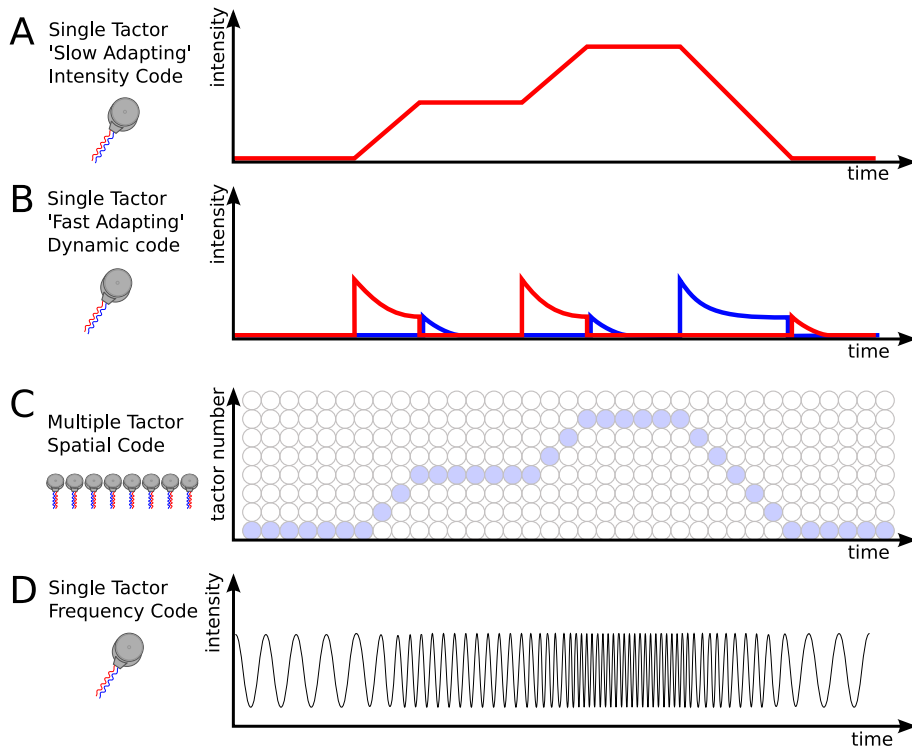 A
Single Tactor
'Slow Adapting'
Intensity Code
intensity
time
B
Single Tactor
'Fast Adapting'
Dynamic code
intensity
time
C
Multiple Tactor
Spatial Code
tactor number
time
D
Single Tactor
Frequency Code
intensity
time